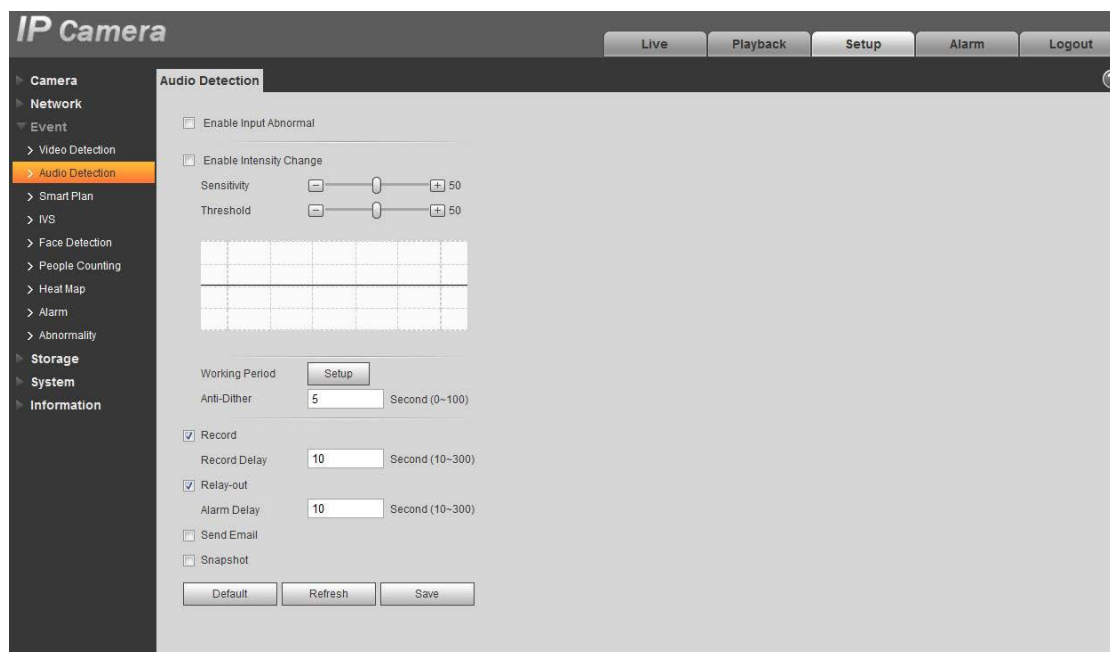 IP Camera
Live
Playback
Setup
Alarm
Logout
Camera
Network
Event
Video Detection
Audio Detection
Smart Plan
IVS
Face Detection
People Counting
Heat Map
Alarm
Abnormality
Storage
System
Information
Audio Detection
Enable Input Abnormal
Enable Intensity Change
Sensitivity 50
Threshold 50
Working Period Setup
Anti-Dither 5 Second (0~100)
Record
Record Delay 10 Second (10~300)
Relay-out
Alarm Delay 10 Second (10~300)
Send Email
Snapshot
Default Refresh Save